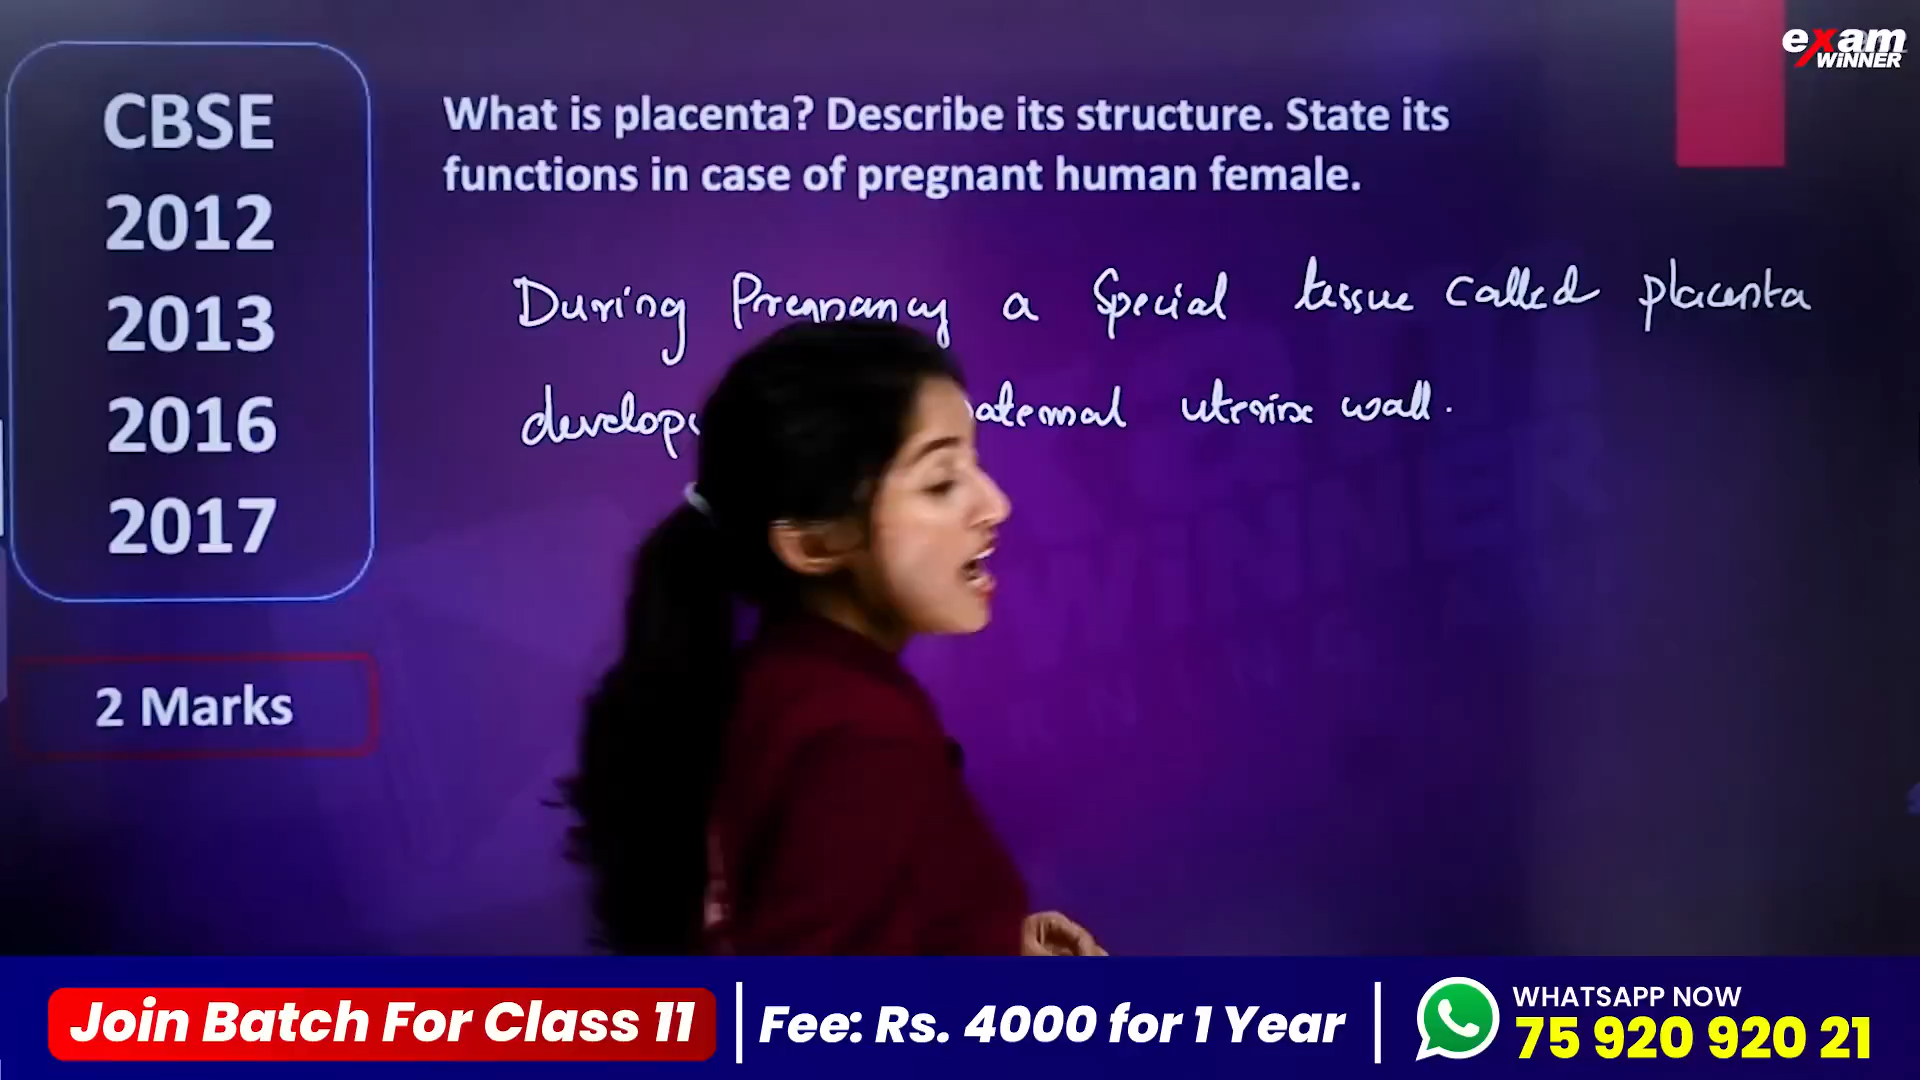 exam
WINNER
CBSE
2012
2013
2016
2017
2 Marks
What is placenta? Describe its structure. State its
functions in case of pregnant human female.
During Pregnancy a Special tissue called placenta
uterine wall.
Join Batch For Class 11
Fee: Rs. 4000 for 1 Year
WHATSAPP NOW
75 920 920 21